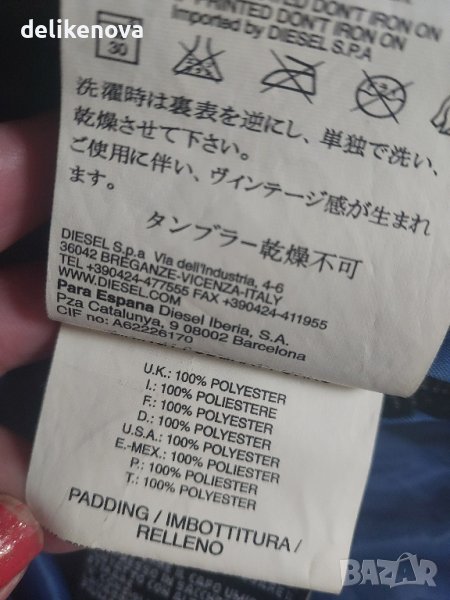 delikenova
PRINTED DON'T IRON ON
Imported by DIESEL S.P.A
30
洗濯時は裏表を逆にし、単独で洗い、
乾燥させて下さい。
ご使用に伴い、ヴィンテージ感が生まれ
ます。
タンブラー乾燥不可
DIESEL S.p.a Via dell'Industria, 4-6
36042 BREGANZE-VICENZA-ITALY
TEL +390424-477555 FAX +390424-411955
WWW.DIESEL.COM
Para Espana Diesel Iberia, S.A.
Pza Catalunya, 9 08002 Barcelona
CIF no: A62226170
U.K.: 100% POLYESTER
I.: 100% POLIESTERE
F.: 100% POLYESTER
D.: 100% POLYESTER
U.S.A.: 100% POLYESTER
E.-MEX.: 100% POLYESTER
P.: 100% POLYESTER
T.: 100% POLYESTER
PADDING / IMBOTTITURA /
RELLENO
BAZAR